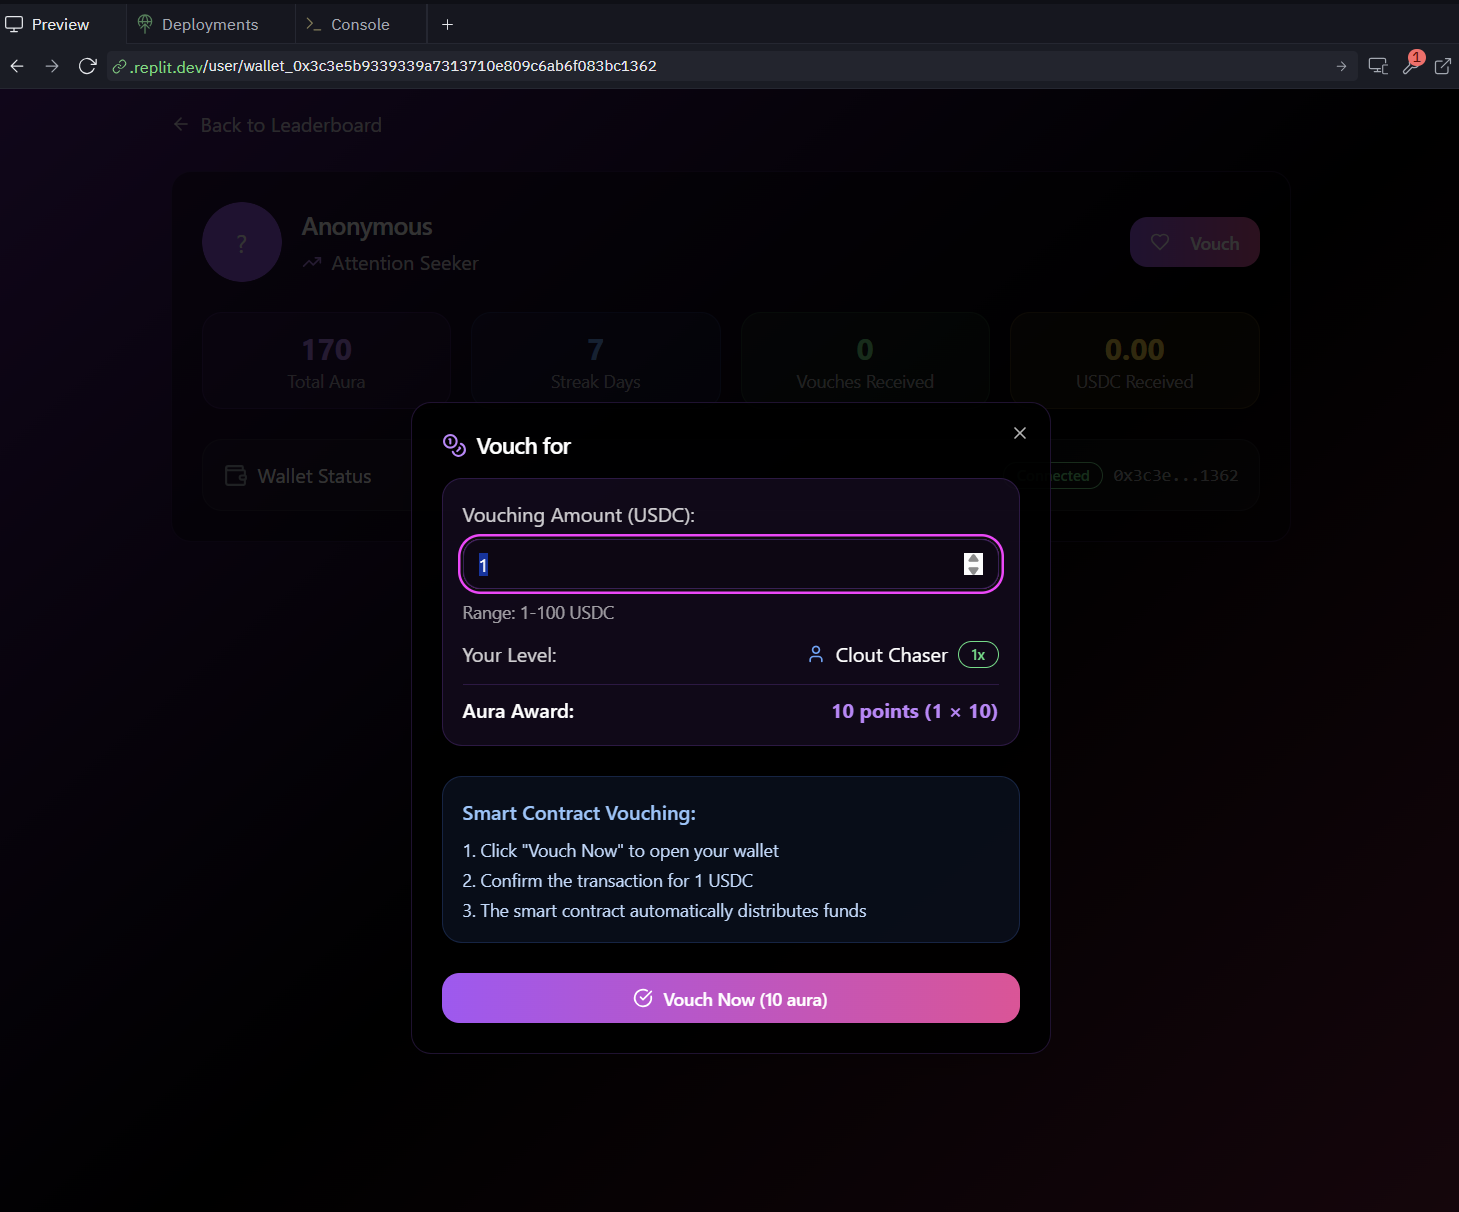 Preview
Deployments
Console
.replit.dev/user/wallet_0x3c3e5b9339339a7313710e809c6ab6f083bc1362
1
Back to Leaderboard
?
Anonymous
Attention Seeker
Vouch
170
Total Aura
7
Streak Days
0
Vouches Received
0.00
USDC Received
Wallet Status
0x3c3e...1362
Vouch for
Vouching Amount (USDC):
1
Range: 1-100 USDC
Your Level:
Clout Chaser
1x
Aura Award:
10 points (1 × 10)
Smart Contract Vouching:
1. Click "Vouch Now" to open your wallet
2. Confirm the transaction for 1 USDC
3. The smart contract automatically distributes funds
Vouch Now (10 aura)